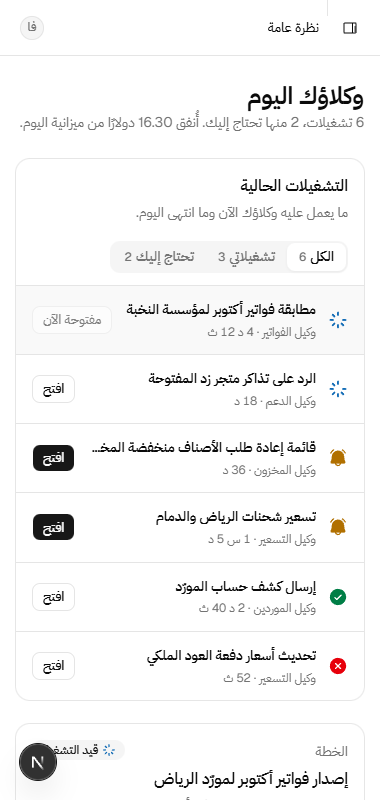 نظرة عامة
فا
وكلاؤك اليوم
6 تشغيلات، 2 منها تحتاج إليك. أُنفق 16.30 دولارًا من ميزانية اليوم.
التشغيلات الحالية
ما يعمل عليه وكلاؤك الآن وما انتهى اليوم.
الكل 6
تشغيلاتي 3
تحتاج إليك 2
مطابقة فواتير أكتوبر لمؤسسة النخبة
وكيل الفواتير · 4 د 12 ث
مفتوحة الآن
الرد على تذاكر متجر زد المفتوحة
وكيل الدعم · 18 د
افتح
قائمة إعادة طلب الأصناف منخفضة المخـ...
وكيل المخزون · 36 د
افتح
تسعير شحنات الرياض والدمام
وكيل التسعير · 1 س 5 د
افتح
إرسال كشف حساب المورّد
وكيل الموردين · 2 د 40 ث
افتح
تحديث أسعار دفعة العود الملكي
وكيل التسعير · 52 ث
افتح
الخطة
قيد التشغ
N
إصدار فواتير أكتوبر لمورّد الرياض